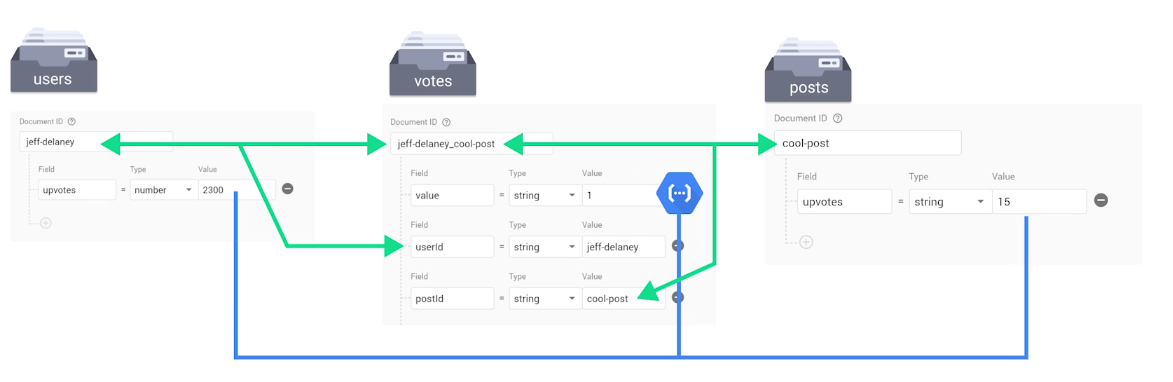 users
Document ID
jeff-delaney
Field Type Value
upvotes = number 2300
votes
Document ID
jeff-delaney_cool-post
Field Type Value
value = string 1
Field Type Value
userId = string jeff-delaney
Field Type Value
postId = string cool-post
posts
Document ID
cool-post
Field Type Value
upvotes = string 15